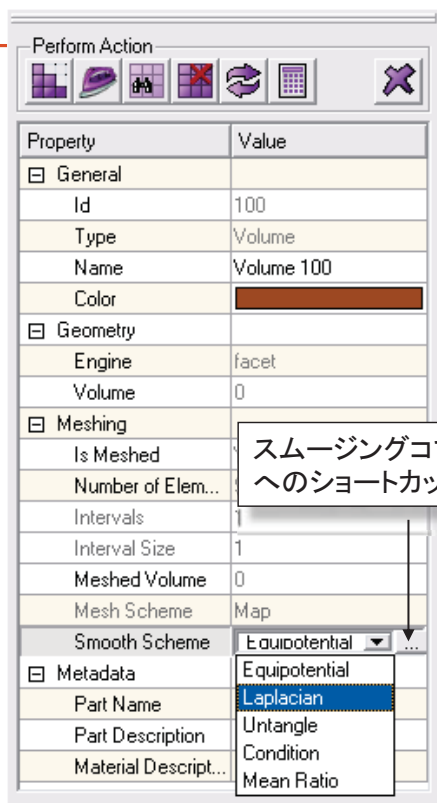 Perform Action
Property Value
General
Id 100
Type Volume
Name Volume 100
Color
Geometry
Engine facet
Volume 0
Meshing
Is Meshed
スムージングコ
Number of Elem...
へのショートカッ
Intervals 1
Interval Size 1
Meshed Volume 0
Mesh Scheme Map
Smooth Scheme Equipotential ...
Metadata Equipotential
Part Name Laplacian
Part Description Untangle
Material Descript... Condition
Mean Ratio